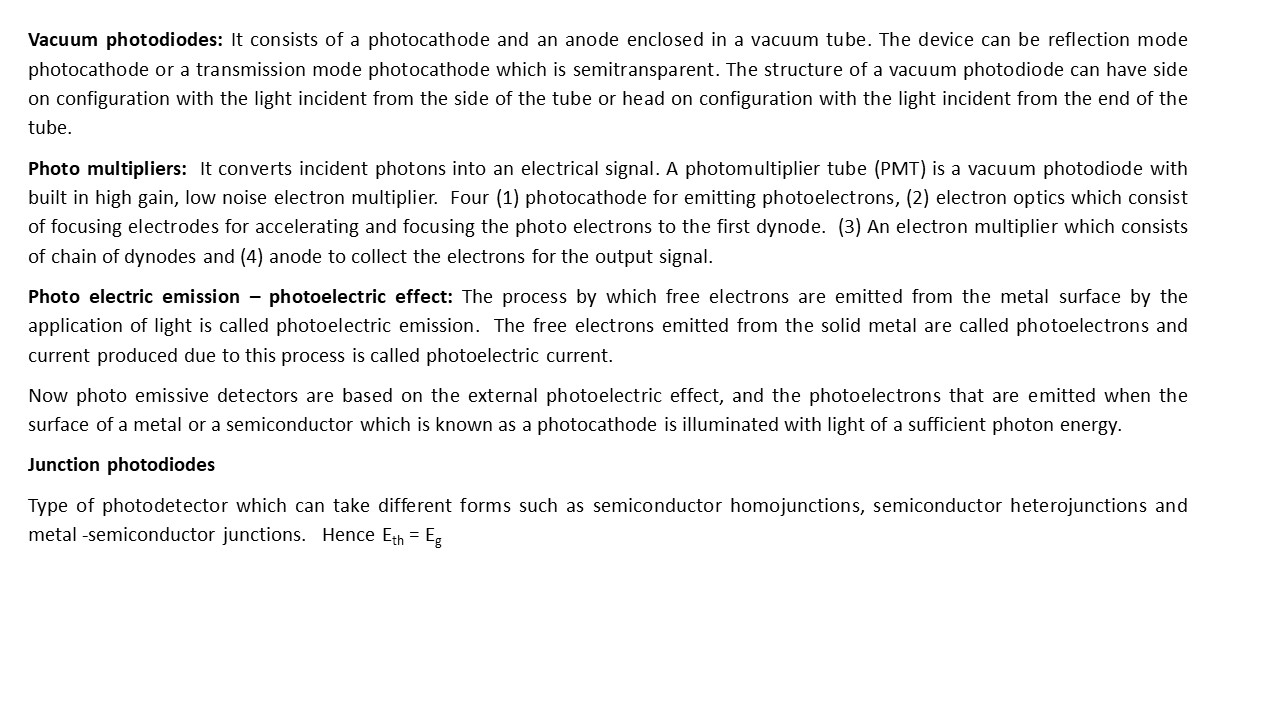 Vacuum photodiodes: It consists of a photocathode and an anode enclosed in a vacuum tube. The device can be reflection mode
photocathode or a transmission mode photocathode which is semitransparent. The structure of a vacuum photodiode can have side
on configuration with the light incident from the side of the tube or head on configuration with the light incident from the end of the
tube.
Photo multipliers: It converts incident photons into an electrical signal. A photomultiplier tube (PMT) is a vacuum photodiode with
built in high gain, low noise electron multiplier. Four (1) photocathode for emitting photoelectrons, (2) electron optics which consist
of focusing electrodes for accelerating and focusing the photo electrons to the first dynode. (3) An electron multiplier which consists
of chain of dynodes and (4) anode to collect the electrons for the output signal.
Photo electric emission – photoelectric effect: The process by which free electrons are emitted from the metal surface by the
application of light is called photoelectric emission. The free electrons emitted from the solid metal are called photoelectrons and
current produced due to this process is called photoelectric current.
Now photo emissive detectors are based on the external photoelectric effect, and the photoelectrons that are emitted when the
surface of a metal or a semiconductor which is known as a photocathode is illuminated with light of a sufficient photon energy.
Junction photodiodes
Type of photodetector which can take different forms such as semiconductor homojunctions, semiconductor heterojunctions and
metal -semiconductor junctions. Hence Eth = Eg